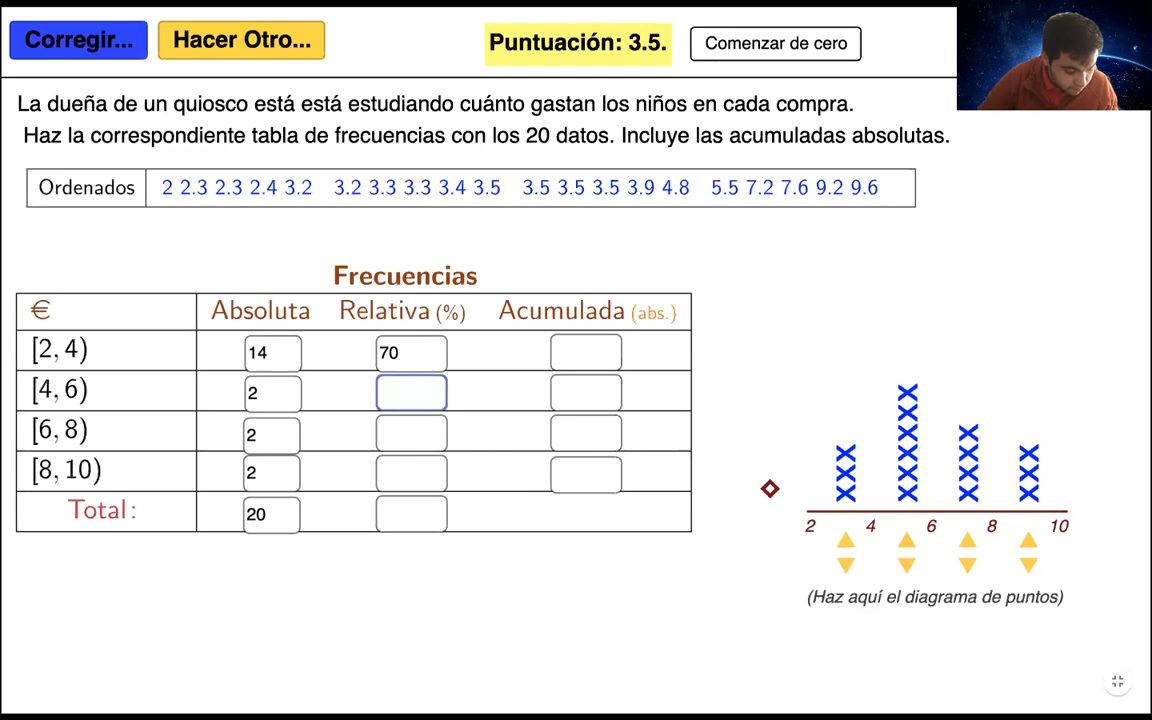 Corregir... Hacer Otro... Puntuación: 3.5. Comenzar de cero
La dueña de un quiosco está está estudiando cuánto gastan los niños en cada compra.
Haz la correspondiente tabla de frecuencias con los 20 datos. Incluye las acumuladas absolutas.
Ordenados 2 2.3 2.3 2.4 3.2 3.2 3.3 3.3 3.4 3.5 3.5 3.5 3.5 3.9 4.8 5.5 7.2 7.6 9.2 9.6
Frecuencias
€ Absoluta Relativa (%) Acumulada (abs.)
[2, 4) 14 70
[4, 6) 2
[6, 8) 2
[8, 10) 2
Total: 20
2 4 6 8 10
(Haz aquí el diagrama de puntos)